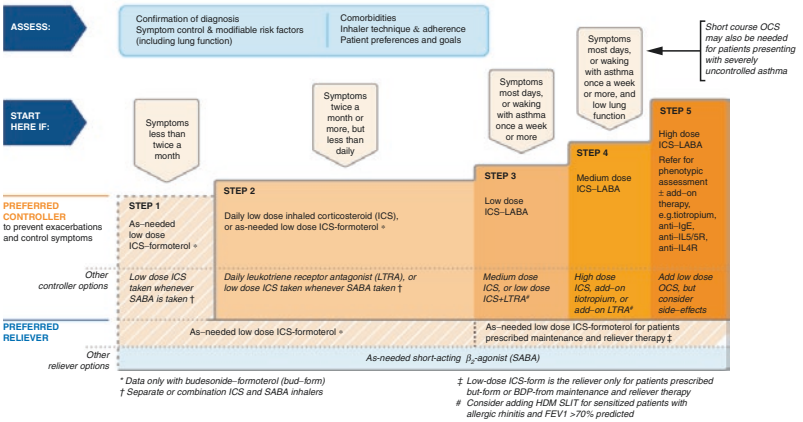 ASSESS:
Confirmation of diagnosis
Symptom control & modifiable risk factors
(including lung function)
Comorbidities
Inhaler technique & adherence
Patient preferences and goals
Short course OCS
may also be needed
for patients presenting
with severely
uncontrolled asthma
START
HERE IF:
Symptoms
less than
twice a
month
Symptoms
twice a
month or
more, but
less than
daily
Symptoms
most days,
or waking
with asthma
once a week
or more
Symptoms
most days,
or waking
with asthma
once a week
or more, and
low lung
function
PREFERRED
CONTROLLER
to prevent exacerbations
and control symptoms
STEP 1
As–needed
low dose
ICS–formoterol *
STEP 2
Daily low dose inhaled corticosteroid (ICS),
or as–needed low dose ICS-formoterol *
STEP 3
Low dose
ICS–LABA
STEP 4
Medium dose
ICS–LABA
STEP 5
High dose
ICS–LABA
Refer for
phenotypic
assessment
± add–on
therapy,
e.g.tiotropium,
anti–IgE,
anti–IL5/5R,
anti–IL4R
Other
controller options
Low dose ICS
taken whenever
SABA is taken †
Daily leukotriene receptor antagonist (LTRA), or
low dose ICS taken whenever SABA taken †
Medium dose
ICS, or low dose
ICS+LTRA#
High dose
ICS, add–on
tiotropium, or
add–on LTRA#
Add low dose
OCS, but
consider
side–effects
PREFERRED
RELIEVER
As–needed low dose ICS-formoterol *
As–needed low dose ICS-formoterol for patients
prescribed maintenance and reliever therapy ‡
Other
reliever options
As-needed short-acting β2-agonist (SABA)
* Data only with budesonide–formoterol (bud–form)
† Separate or combination ICS and SABA inhalers
‡ Low-dose ICS-form is the reliever only for patients prescribed
but-form or BDP-from maintenance and reliever therapy
# Consider adding HDM SLIT for sensitized patients with
allergic rhinitis and FEV1 >70% predicted